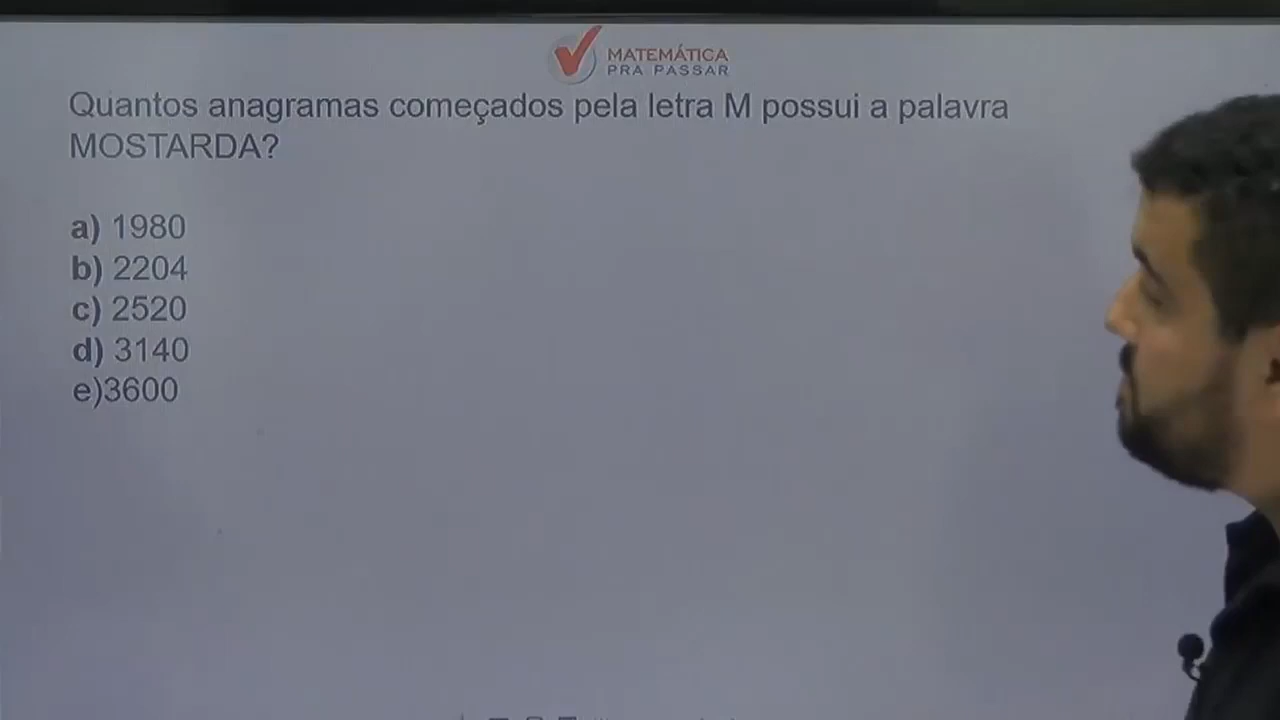 MATEMÁTICA
PRA PASSAR
Quantos anagramas começados pela letra M possui a palavra
MOSTARDA?
a) 1980
b) 2204
c) 2520
d) 3140
e)3600